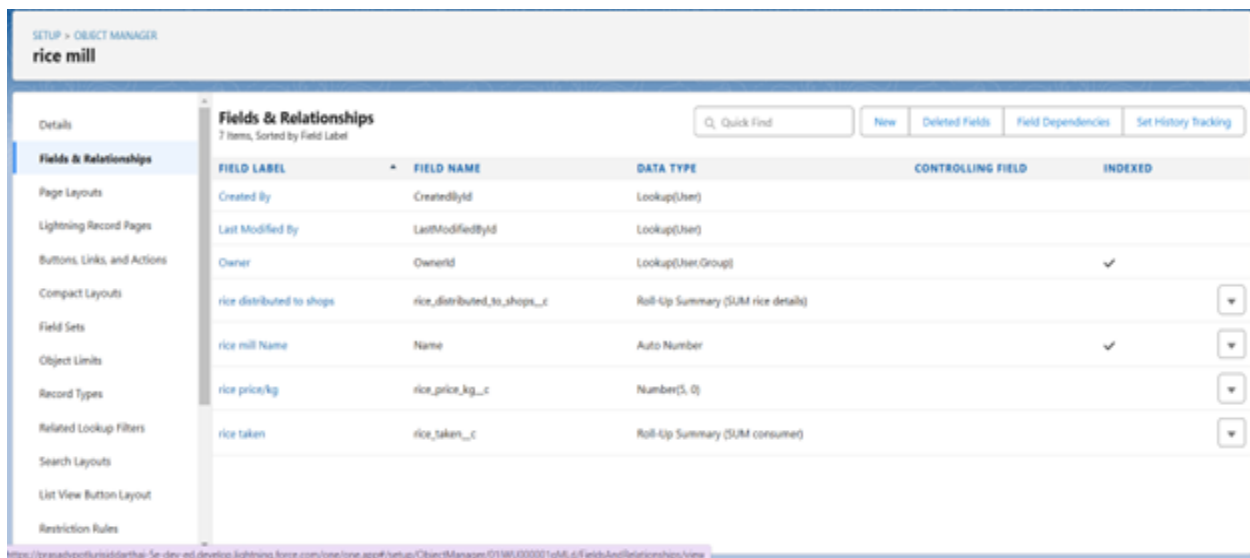 SETUP > OBJECT MANAGER
rice mill
Details
Fields & Relationships
Page Layouts
Lightning Record Pages
Buttons, Links, and Actions
Compact Layouts
Field Sets
Object Limits
Record Types
Related Lookup Filters
Search Layouts
List View Button Layout
Restriction Rules
Fields & Relationships
7 Items, Sorted by Field Label
Quick Find
New
Deleted Fields
Field Dependencies
Set History Tracking
FIELD LABEL FIELD NAME DATA TYPE CONTROLLING FIELD INDEXED
Created By CreatedById Lookup(User)
Last Modified By LastModifiedById Lookup(User)
Owner OwnerId Lookup(User,Group)
rice distributed to shops rice_distributed_to_shops__c Roll-Up Summary (SUM rice details)
rice mill Name Name Auto Number
rice price/kg rice_price_kg__c Number(5, 0)
rice taken rice_taken__c Roll-Up Summary (SUM consumer)